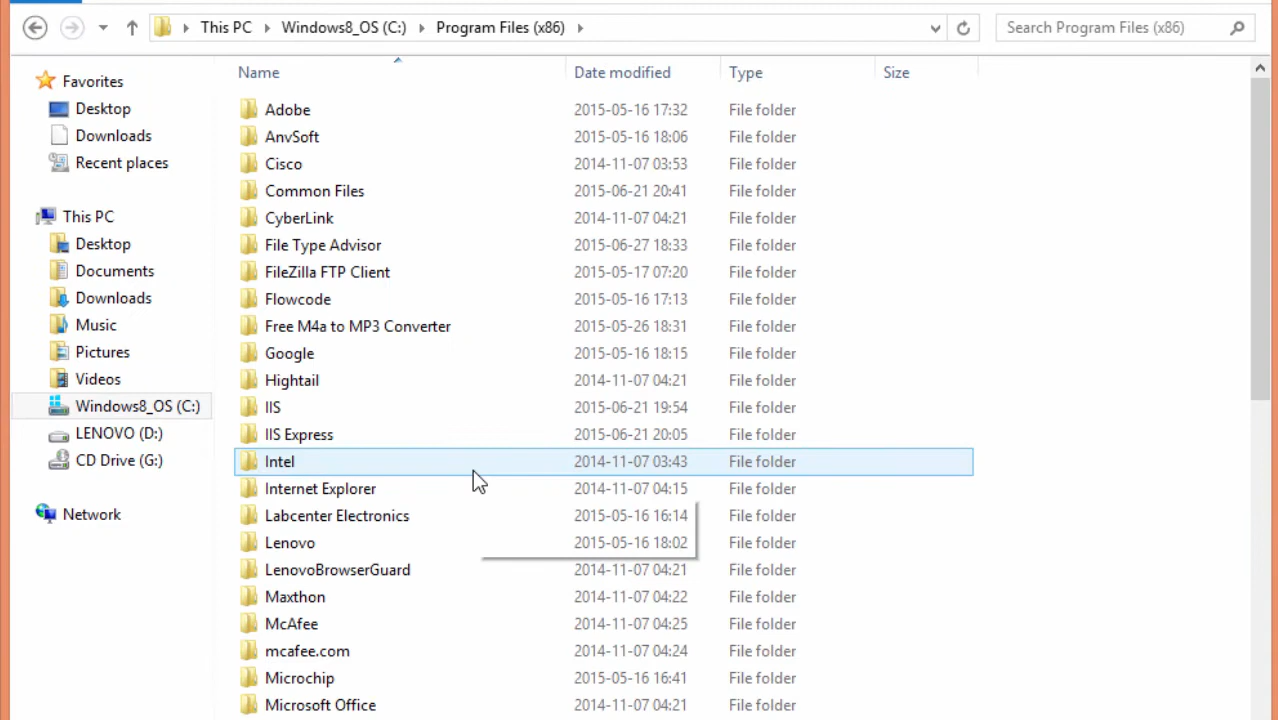 This PC Windows8_OS (C:) Program Files (x86) Search Program Files (x86)
Name Date modified Type Size
Favorites
Desktop
Downloads
Recent places
This PC
Desktop
Documents
Downloads
Music
Pictures
Videos
Windows8_OS (C:)
LENOVO (D:)
CD Drive (G:)
Network
Adobe 2015-05-16 17:32 File folder
AnvSoft 2015-05-16 18:06 File folder
Cisco 2014-11-07 03:53 File folder
Common Files 2015-06-21 20:41 File folder
CyberLink 2014-11-07 04:21 File folder
File Type Advisor 2015-06-27 18:33 File folder
FileZilla FTP Client 2015-05-17 07:20 File folder
Flowcode 2015-05-16 17:13 File folder
Free M4a to MP3 Converter 2015-05-26 18:31 File folder
Google 2015-05-16 18:15 File folder
Hightail 2014-11-07 04:21 File folder
IIS 2015-06-21 19:54 File folder
IIS Express 2015-06-21 20:05 File folder
Intel 2014-11-07 03:43 File folder
Internet Explorer 2014-11-07 04:15 File folder
Labcenter Electronics 2015-05-16 16:14 File folder
Lenovo 2015-05-16 18:02 File folder
LenovoBrowserGuard 2014-11-07 04:21 File folder
Maxthon 2014-11-07 04:22 File folder
McAfee 2014-11-07 04:25 File folder
mcafee.com 2014-11-07 04:24 File folder
Microchip 2015-05-16 16:41 File folder
Microsoft Office 2014-11-07 04:21 File folder